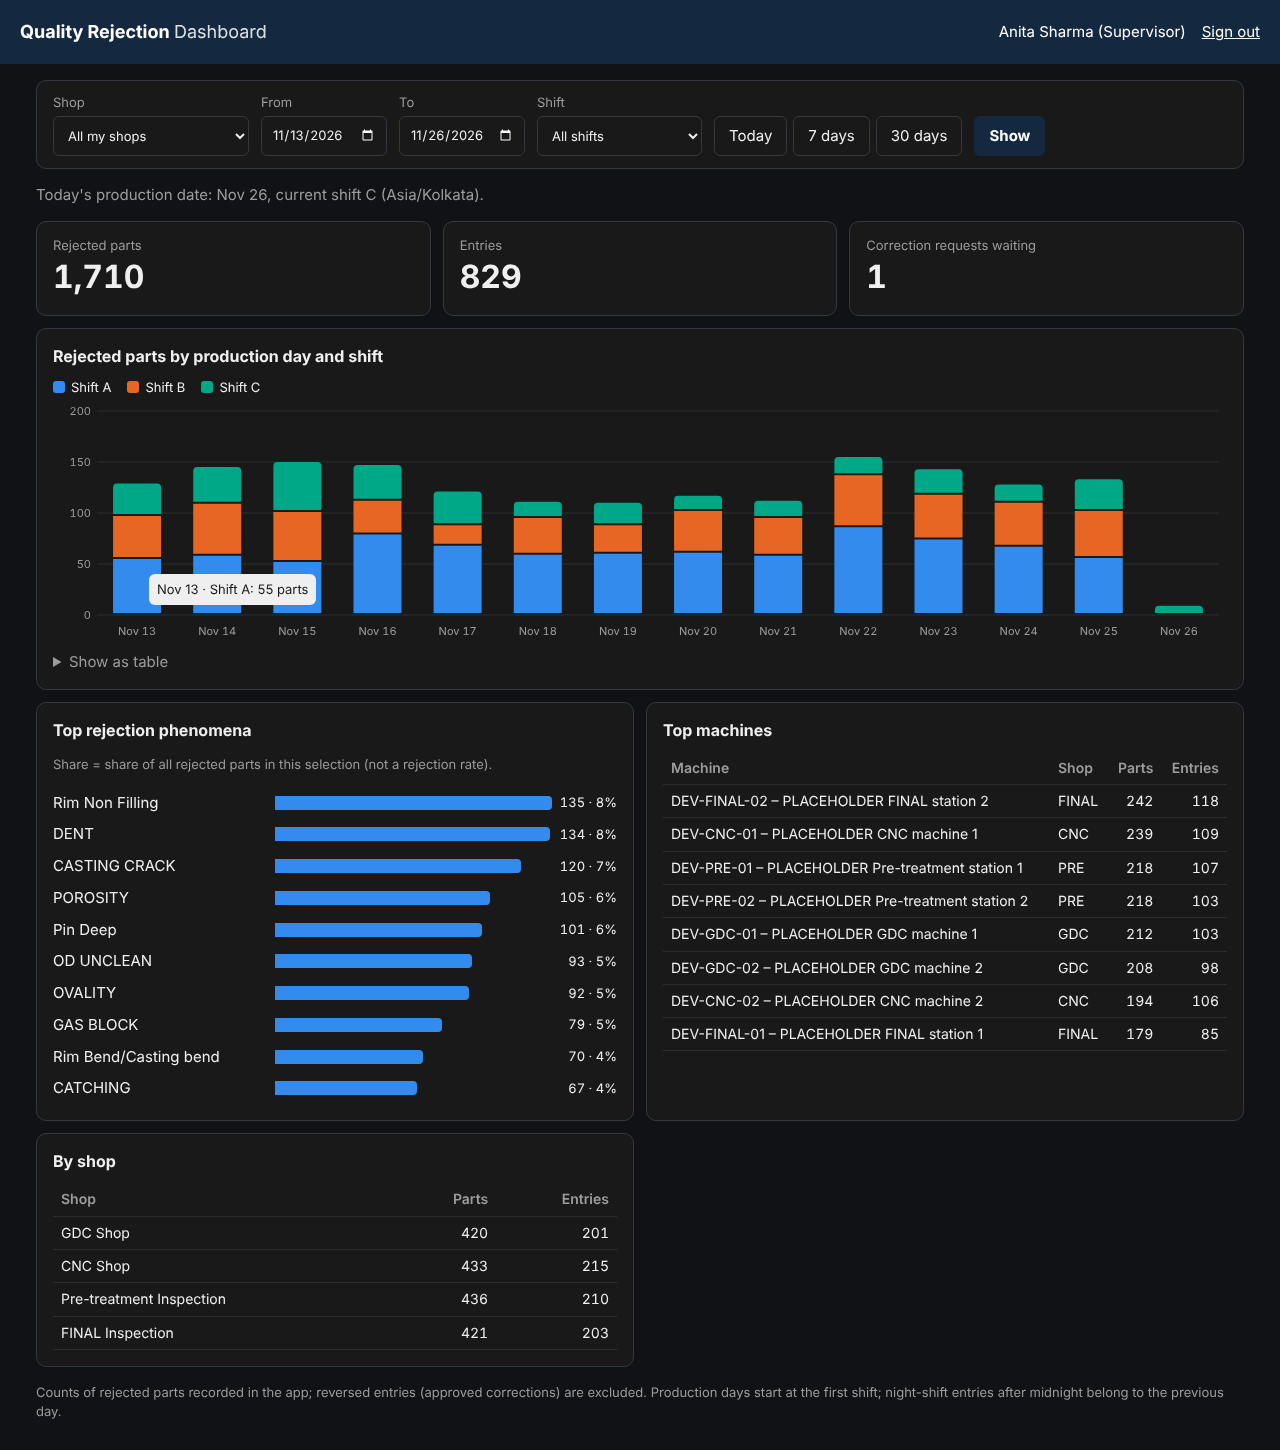 Quality Rejection Dashboard
Anita Sharma (Supervisor) Sign out
Shop From To Shift
All my shops 11/13/2026 11/26/2026 All shifts Today 7 days 30 days Show
Today's production date: Nov 26, current shift C (Asia/Kolkata).
Rejected parts
1,710
Entries
829
Correction requests waiting
1
Rejected parts by production day and shift
Shift A Shift B Shift C
200
150
100
50
0
Nov 13 · Shift A: 55 parts
Nov 13 Nov 14 Nov 15 Nov 16 Nov 17 Nov 18 Nov 19 Nov 20 Nov 21 Nov 22 Nov 23 Nov 24 Nov 25 Nov 26
Show as table
Top rejection phenomena
Share = share of all rejected parts in this selection (not a rejection rate).
Rim Non Filling 135 · 8%
DENT 134 · 8%
CASTING CRACK 120 · 7%
POROSITY 105 · 6%
Pin Deep 101 · 6%
OD UNCLEAN 93 · 5%
OVALITY 92 · 5%
GAS BLOCK 79 · 5%
Rim Bend/Casting bend 70 · 4%
CATCHING 67 · 4%
Top machines
Machine Shop Parts Entries
DEV-FINAL-02 – PLACEHOLDER FINAL station 2 FINAL 242 118
DEV-CNC-01 – PLACEHOLDER CNC machine 1 CNC 239 109
DEV-PRE-01 – PLACEHOLDER Pre-treatment station 1 PRE 218 107
DEV-PRE-02 – PLACEHOLDER Pre-treatment station 2 PRE 218 103
DEV-GDC-01 – PLACEHOLDER GDC machine 1 GDC 212 103
DEV-GDC-02 – PLACEHOLDER GDC machine 2 GDC 208 98
DEV-CNC-02 – PLACEHOLDER CNC machine 2 CNC 194 106
DEV-FINAL-01 – PLACEHOLDER FINAL station 1 FINAL 179 85
By shop
Shop Parts Entries
GDC Shop 420 201
CNC Shop 433 215
Pre-treatment Inspection 436 210
FINAL Inspection 421 203
Counts of rejected parts recorded in the app; reversed entries (approved corrections) are excluded. Production days start at the first shift; night-shift entries after midnight belong to the previous
day.